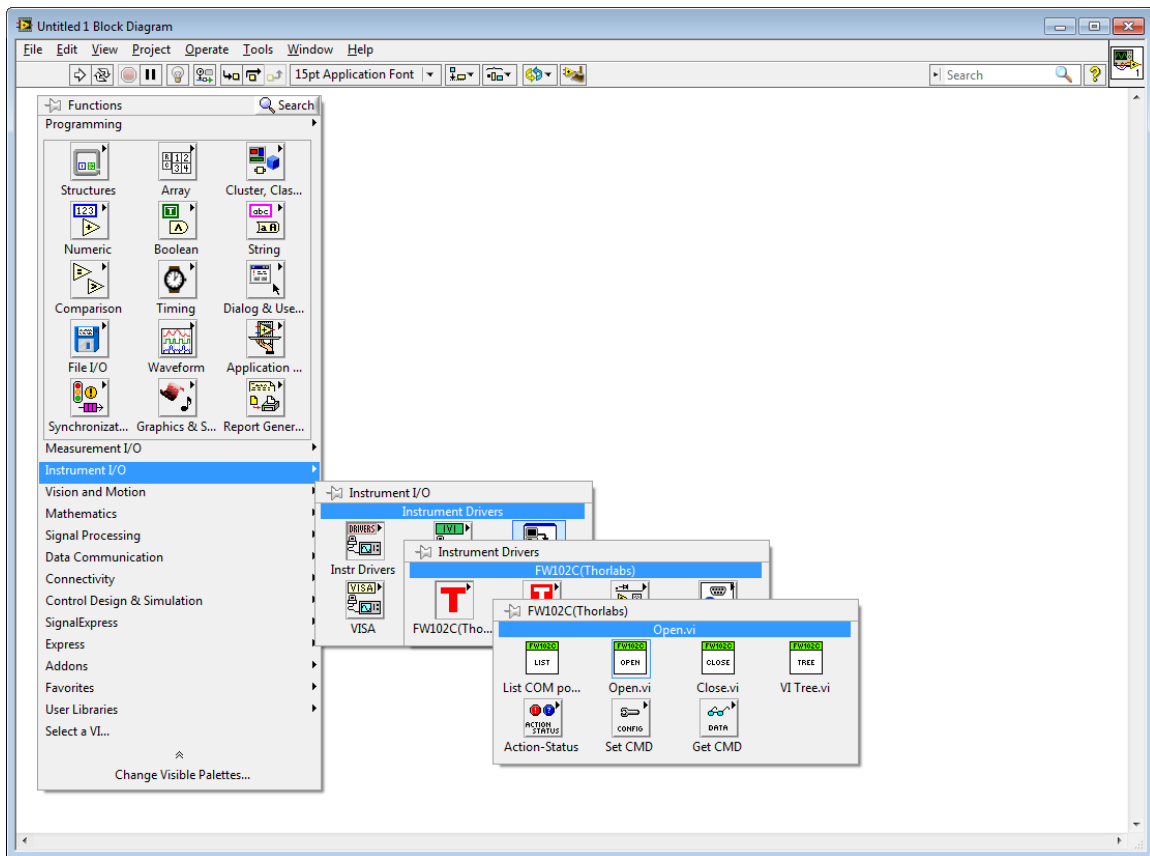 Untitled 1 Block Diagram
File Edit View Project Operate Tools Window Help
15pt Application Font
Search
1
Functions Search
Programming
Structures Array Cluster, Clas...
123 abc
Numeric Boolean String
Comparison Timing Dialog & Use...
File I/O Waveform Application ...
Synchronizat... Graphics & S... Report Gener...
Measurement I/O
Instrument I/O
Vision and Motion
Mathematics
Signal Processing
Data Communication
Connectivity
Control Design & Simulation
SignalExpress
Express
Addons
Favorites
User Libraries
Select a VI...
Change Visible Palettes...
Instrument I/O
Instrument Drivers
DRIVERS IVI
Instr Drivers
VISA
VISA
Instrument Drivers
FW102C(Thorlabs)
T T
FW102C(Tho...
FW102C(Thorlabs)
Open.vi
FW102C FW102C FW102C FW102C
LIST OPEN CLOSE TREE
List COM po... Open.vi Close.vi VI Tree.vi
ACTION STATUS CONFIG DATA
Action-Status Set CMD Get CMD